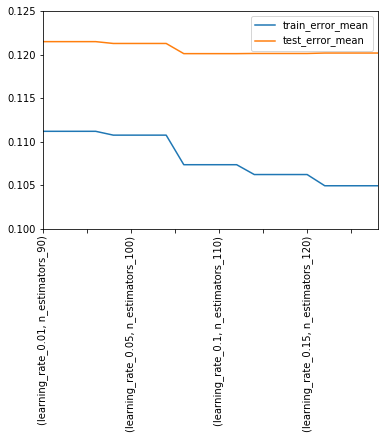 0.125
train_error_mean
test_error_mean
0.120
0.115
0.110
0.105
0.100
(learning_rate_0.01, n_estimators_90)
(learning_rate_0.05, n_estimators_100)
(learning_rate_0.1, n_estimators_110)
(learning_rate_0.15, n_estimators_120)